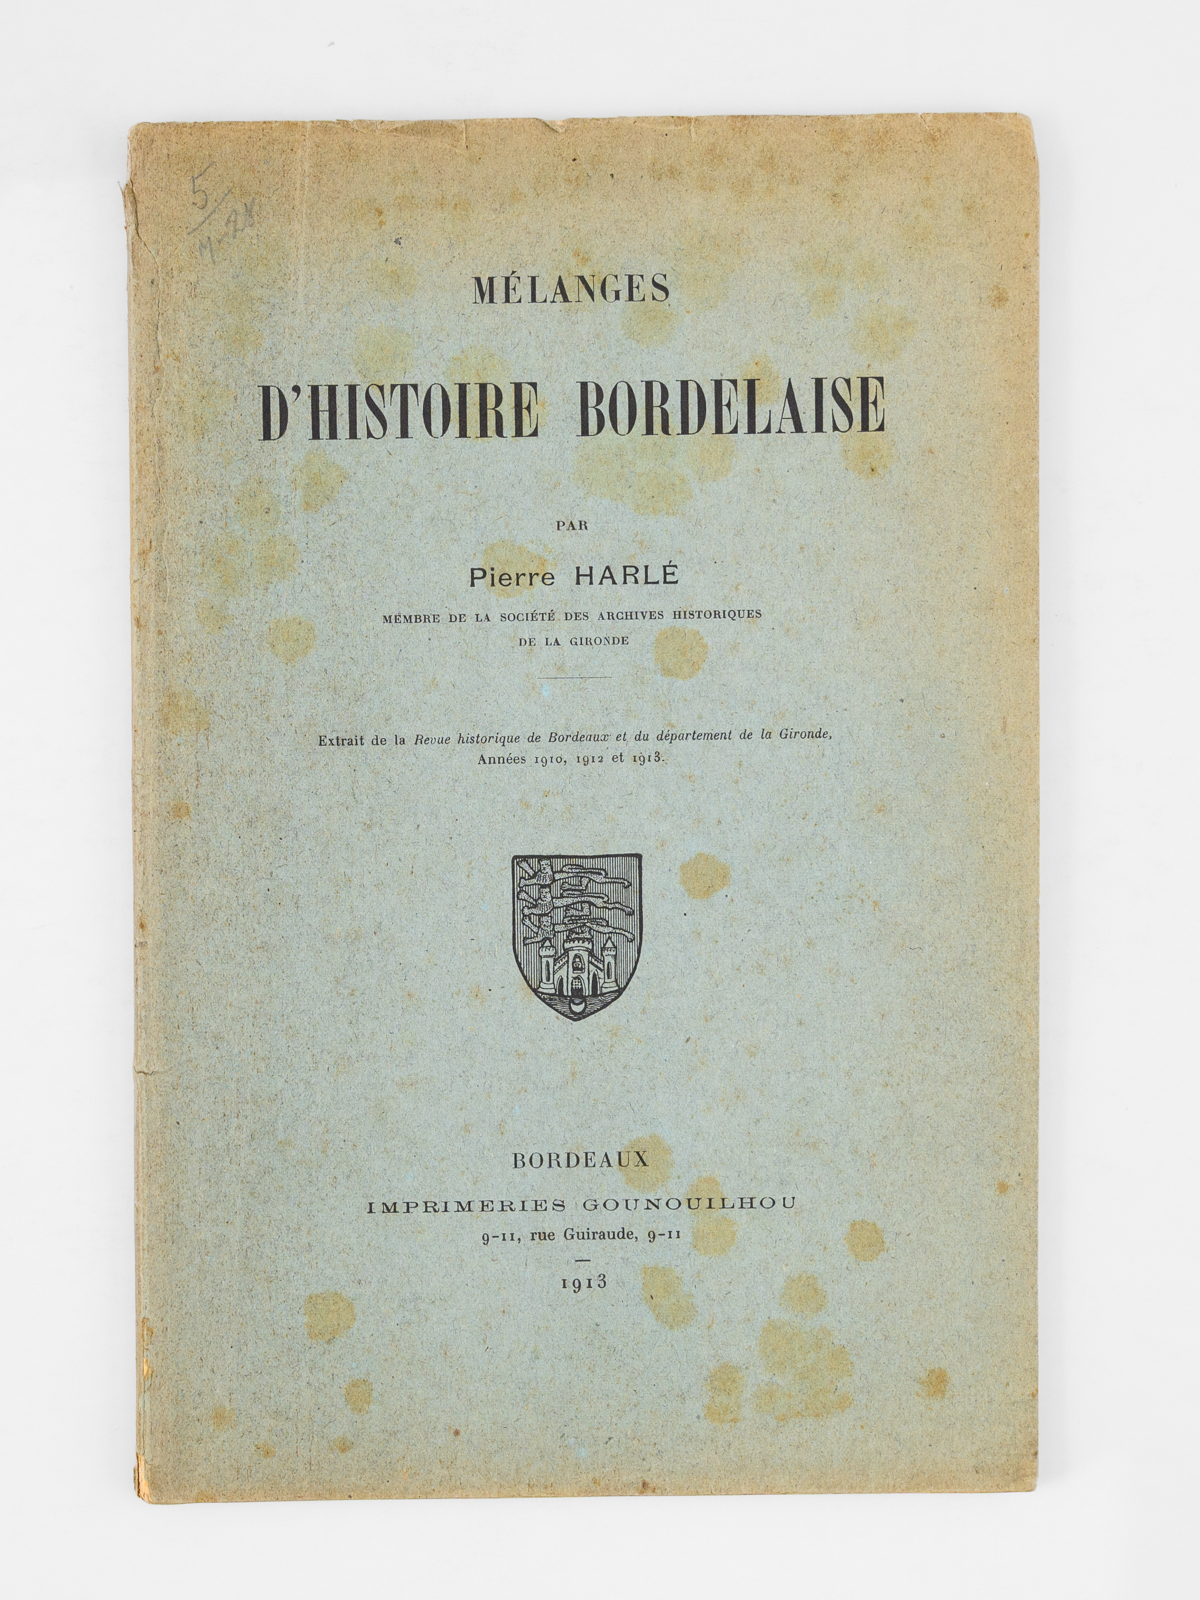 5
MÉLANGES
D'HISTOIRE BORDELAISE
PAR
Pierre HARLÉ
MEMBRE DE LA SOCIÉTÉ DES ARCHIVES HISTORIQUES
DE LA GIRONDE
Extrait de la Revue historique de Bordeaux et du département de la Gironde,
Années 1910, 1912 et 1913.
BORDEAUX
IMPRIMERIES GOUNOUILHOU
9-11, rue Guiraude, 9-11
1913